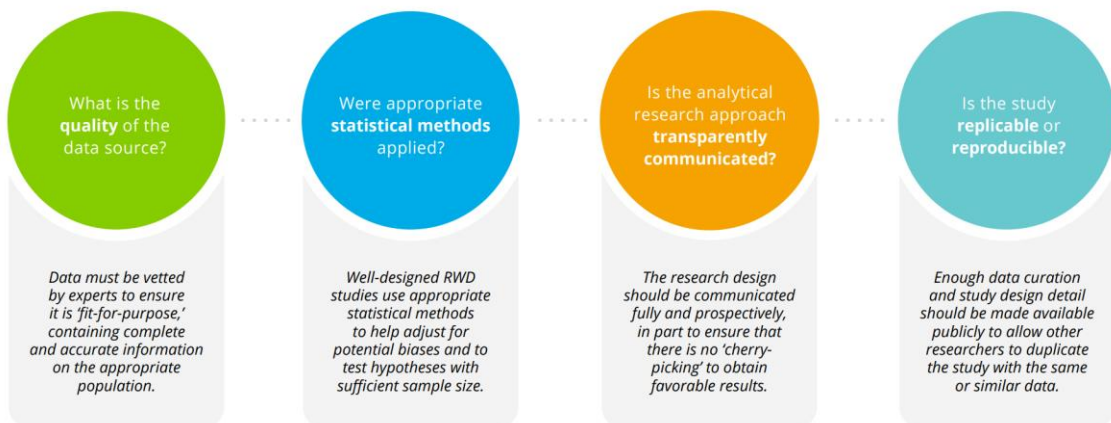 What is the
quality of the
data source?
Data must be vetted
by experts to ensure
it is ‘fit-for-purpose,’
containing complete
and accurate information
on the appropriate
population.
Were appropriate
statistical methods
applied?
Well-designed RWD
studies use appropriate
statistical methods
to help adjust for
potential biases and to
test hypotheses with
sufficient sample size.
Is the analytical
research approach
transparently
communicated?
The research design
should be communicated
fully and prospectively,
in part to ensure that
there is no ‘cherry-
picking’ to obtain
favorable results.
Is the study
replicable or
reproducible?
Enough data curation
and study design detail
should be made available
publicly to allow other
researchers to duplicate
the study with the same
or similar data.